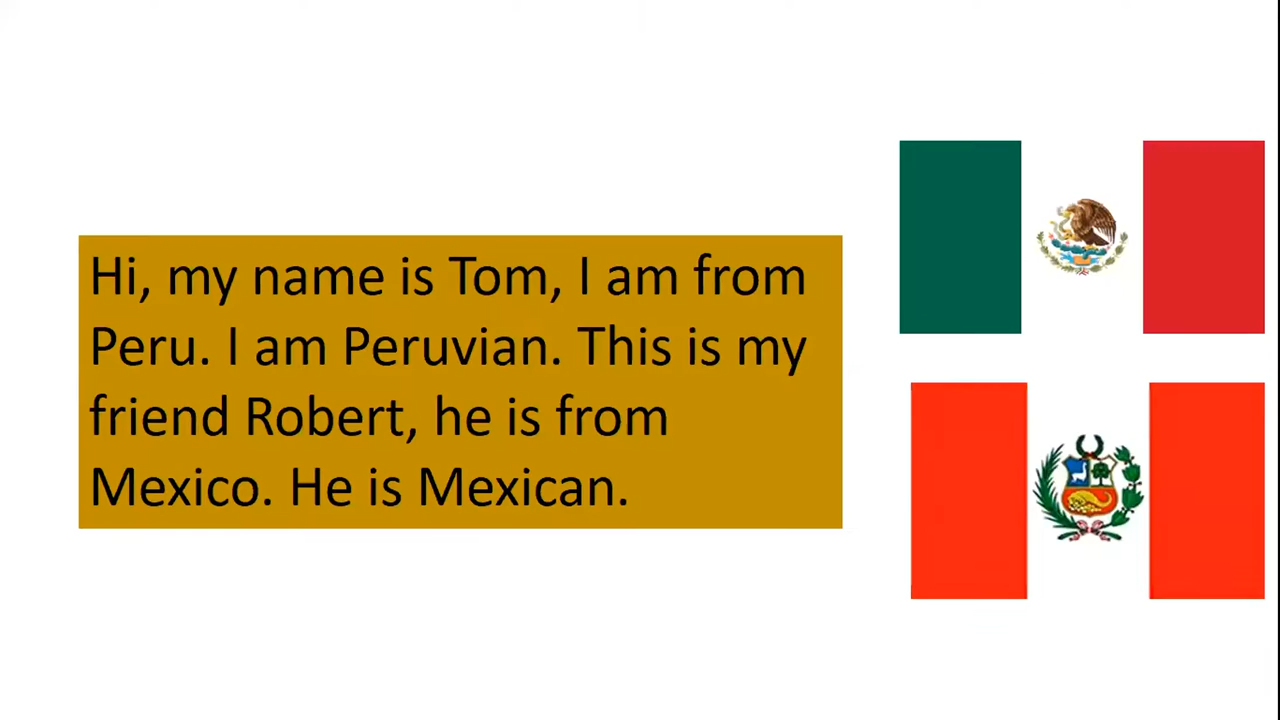 Hi, my name is Tom, I am from
Peru. I am Peruvian. This is my
friend Robert, he is from
Mexico. He is Mexican.